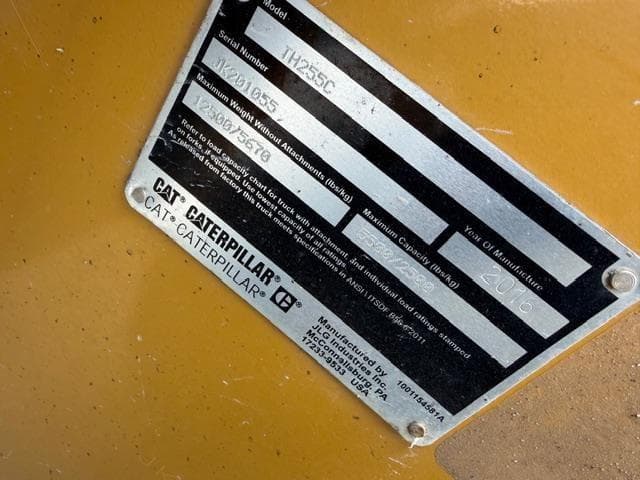 Model
TH255C
Serial Number
JK201055
Maximum Weight Without Attachments (lbs/kg)
12500/5670
Maximum Capacity (lbs/kg)
5500/2500
Year Of Manufacture
2016
Refer to load capacity chart for truck with attachment, and individual load ratings stamped
on forks, if equipped. Use lowest capacity of all ratings.
As released from factory this truck meets specifications in ANSI \ ITSDF B56.6-2011
CAT CATERPILLAR®
CAT® CATERPILLAR®
Manufactured by
JLG Industries Inc.
McConnellsburg, PA
17233-9533 USA
1001154581A